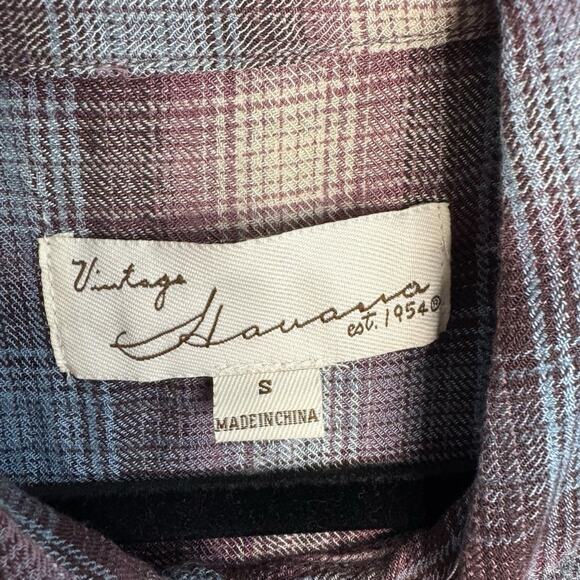 Vintage
Havana
est. 1954®
S
MADE IN CHINA